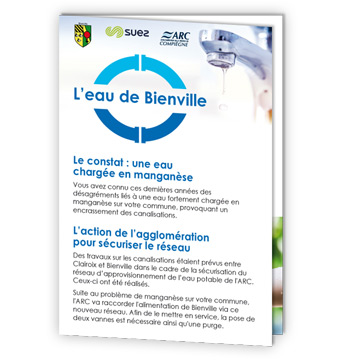 suez
ARC
COMPIÈGNE
L'eau de Bienville
Le constat : une eau
chargée en manganèse
Vous avez connu ces dernières années des
désagréments liés à une eau fortement chargée en
manganèse sur votre commune, provoquant un
encrassement des canalisations.
L'action de l'agglomération
pour sécuriser le réseau
Des travaux sur les canalisations étaient prévus entre
Clairoix et Bienville dans le cadre de la sécurisation du
réseau d'approvisionnement de l'eau potable de l'ARC.
Ceux-ci ont été réalisés.
Suite au problème de manganèse sur votre commune,
l'ARC va raccorder l'alimentation de Bienville via ce
nouveau réseau. Afin de le mettre en service, la pose de
deux vannes est nécessaire ainsi qu'une purge.